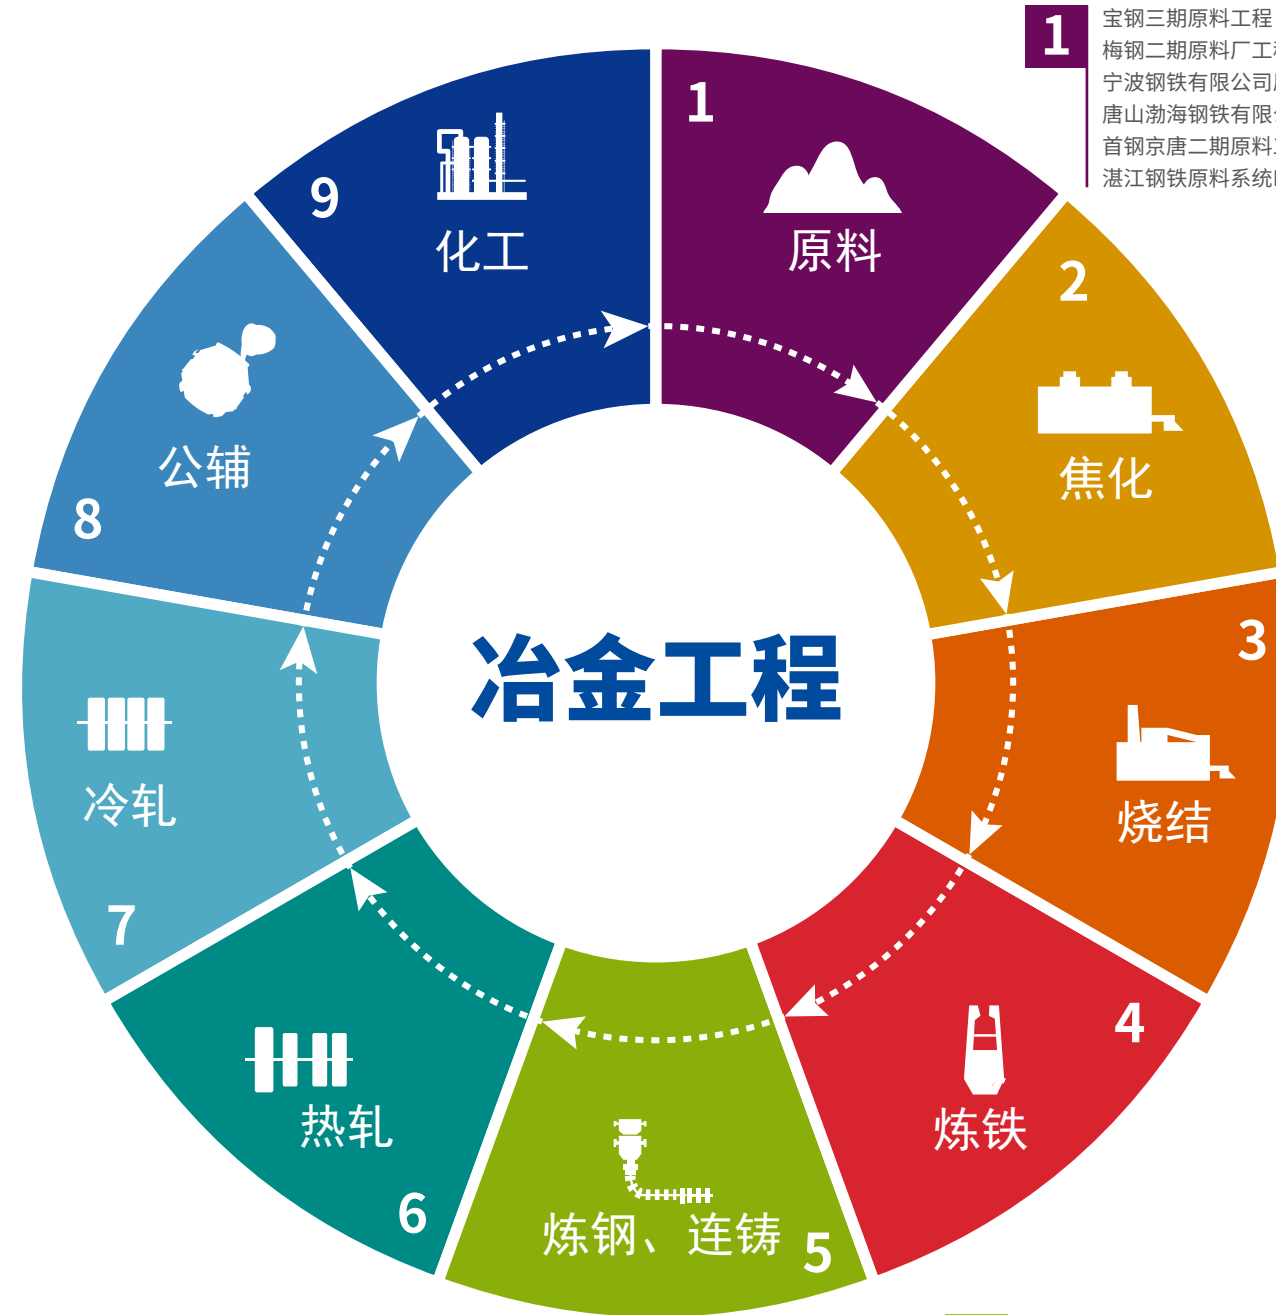 1
宝钢三期原料工程
梅钢二期原料厂工
宁波钢铁有限公司
唐山渤海钢铁有限
首钢京唐二期原料
湛江钢铁原料系统
1
原料
2
焦化
3
烧结
4
炼铁
5
炼钢、连铸
6
热轧
7
冷轧
8
公辅
9
化工
冶金工程